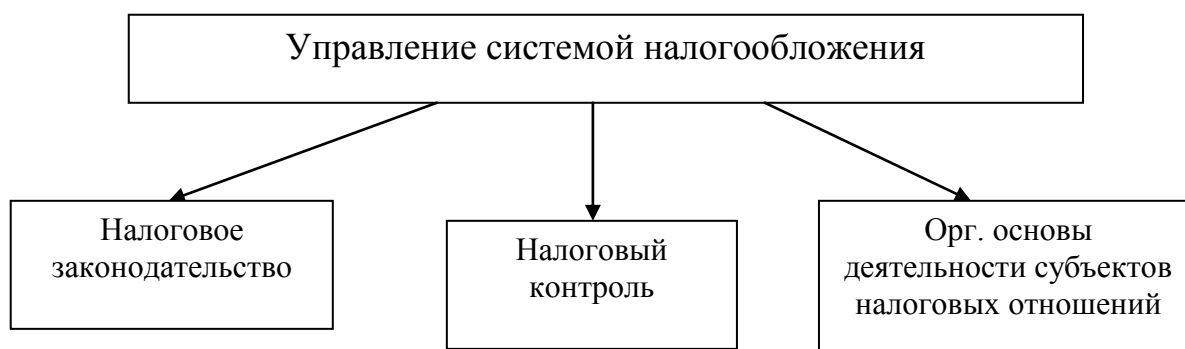 Управление системой налогообложения
Налоговое
законодательство
Налоговый
контроль
Орг. основы
деятельности субъектов
налоговых отношений